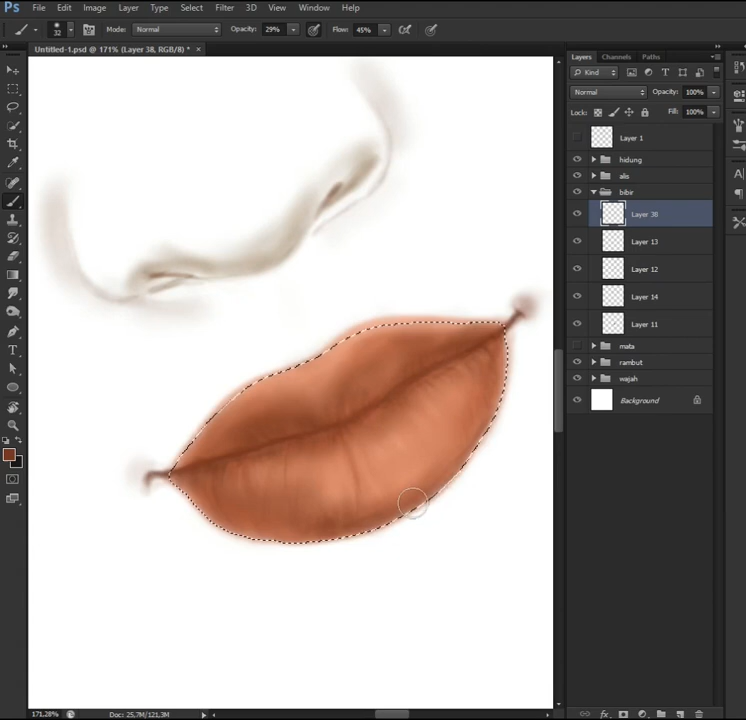 Ps File Edit Image Layer Type Select Filter 3D View Window Help
32 Mode: Normal Opacity: 29% Flow: 45%
Untitled-1.psd @ 171% (Layer 38, RGB/8) * ×
Layers Channels Paths
Kind
Normal Opacity: 100%
Lock: Fill: 100%
Layer 1
hidung
alis
bibir
Layer 38
Layer 13
Layer 12
Layer 14
Layer 11
mata
rambut
wajah
Background
171,28% Doc: 25,7M/121,3M